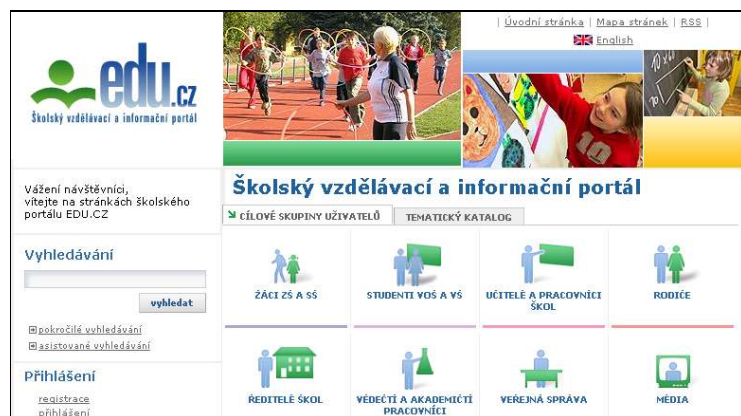 | Úvodní stránka | Mapa stránek | RSS |
English
edu.cz
Školský vzdělávací a informační portál
Vážení návštěvníci,
vítejte na stránkách školského
portálu EDU.CZ
Školský vzdělávací a informační portál
CÍLOVÉ SKUPINY UŽIVATELŮ
TEMATICKÝ KATALOG
Vyhledávání
vyhledat
pokročilé vyhledávání
asistované vyhledávání
Přihlášení
registrace
přihlášení
ŽÁCI ZŠ A SŠ
STUDENTI VOŠ A VŠ
UČITELÉ A PRACOVNÍCI
ŠKOL
RODIČE
ŘEDITELÉ ŠKOL
VĚDEČTÍ A AKADEMIČTÍ
PRACOVNÍCI
VEŘEJNÁ SPRÁVA
MÉDIA